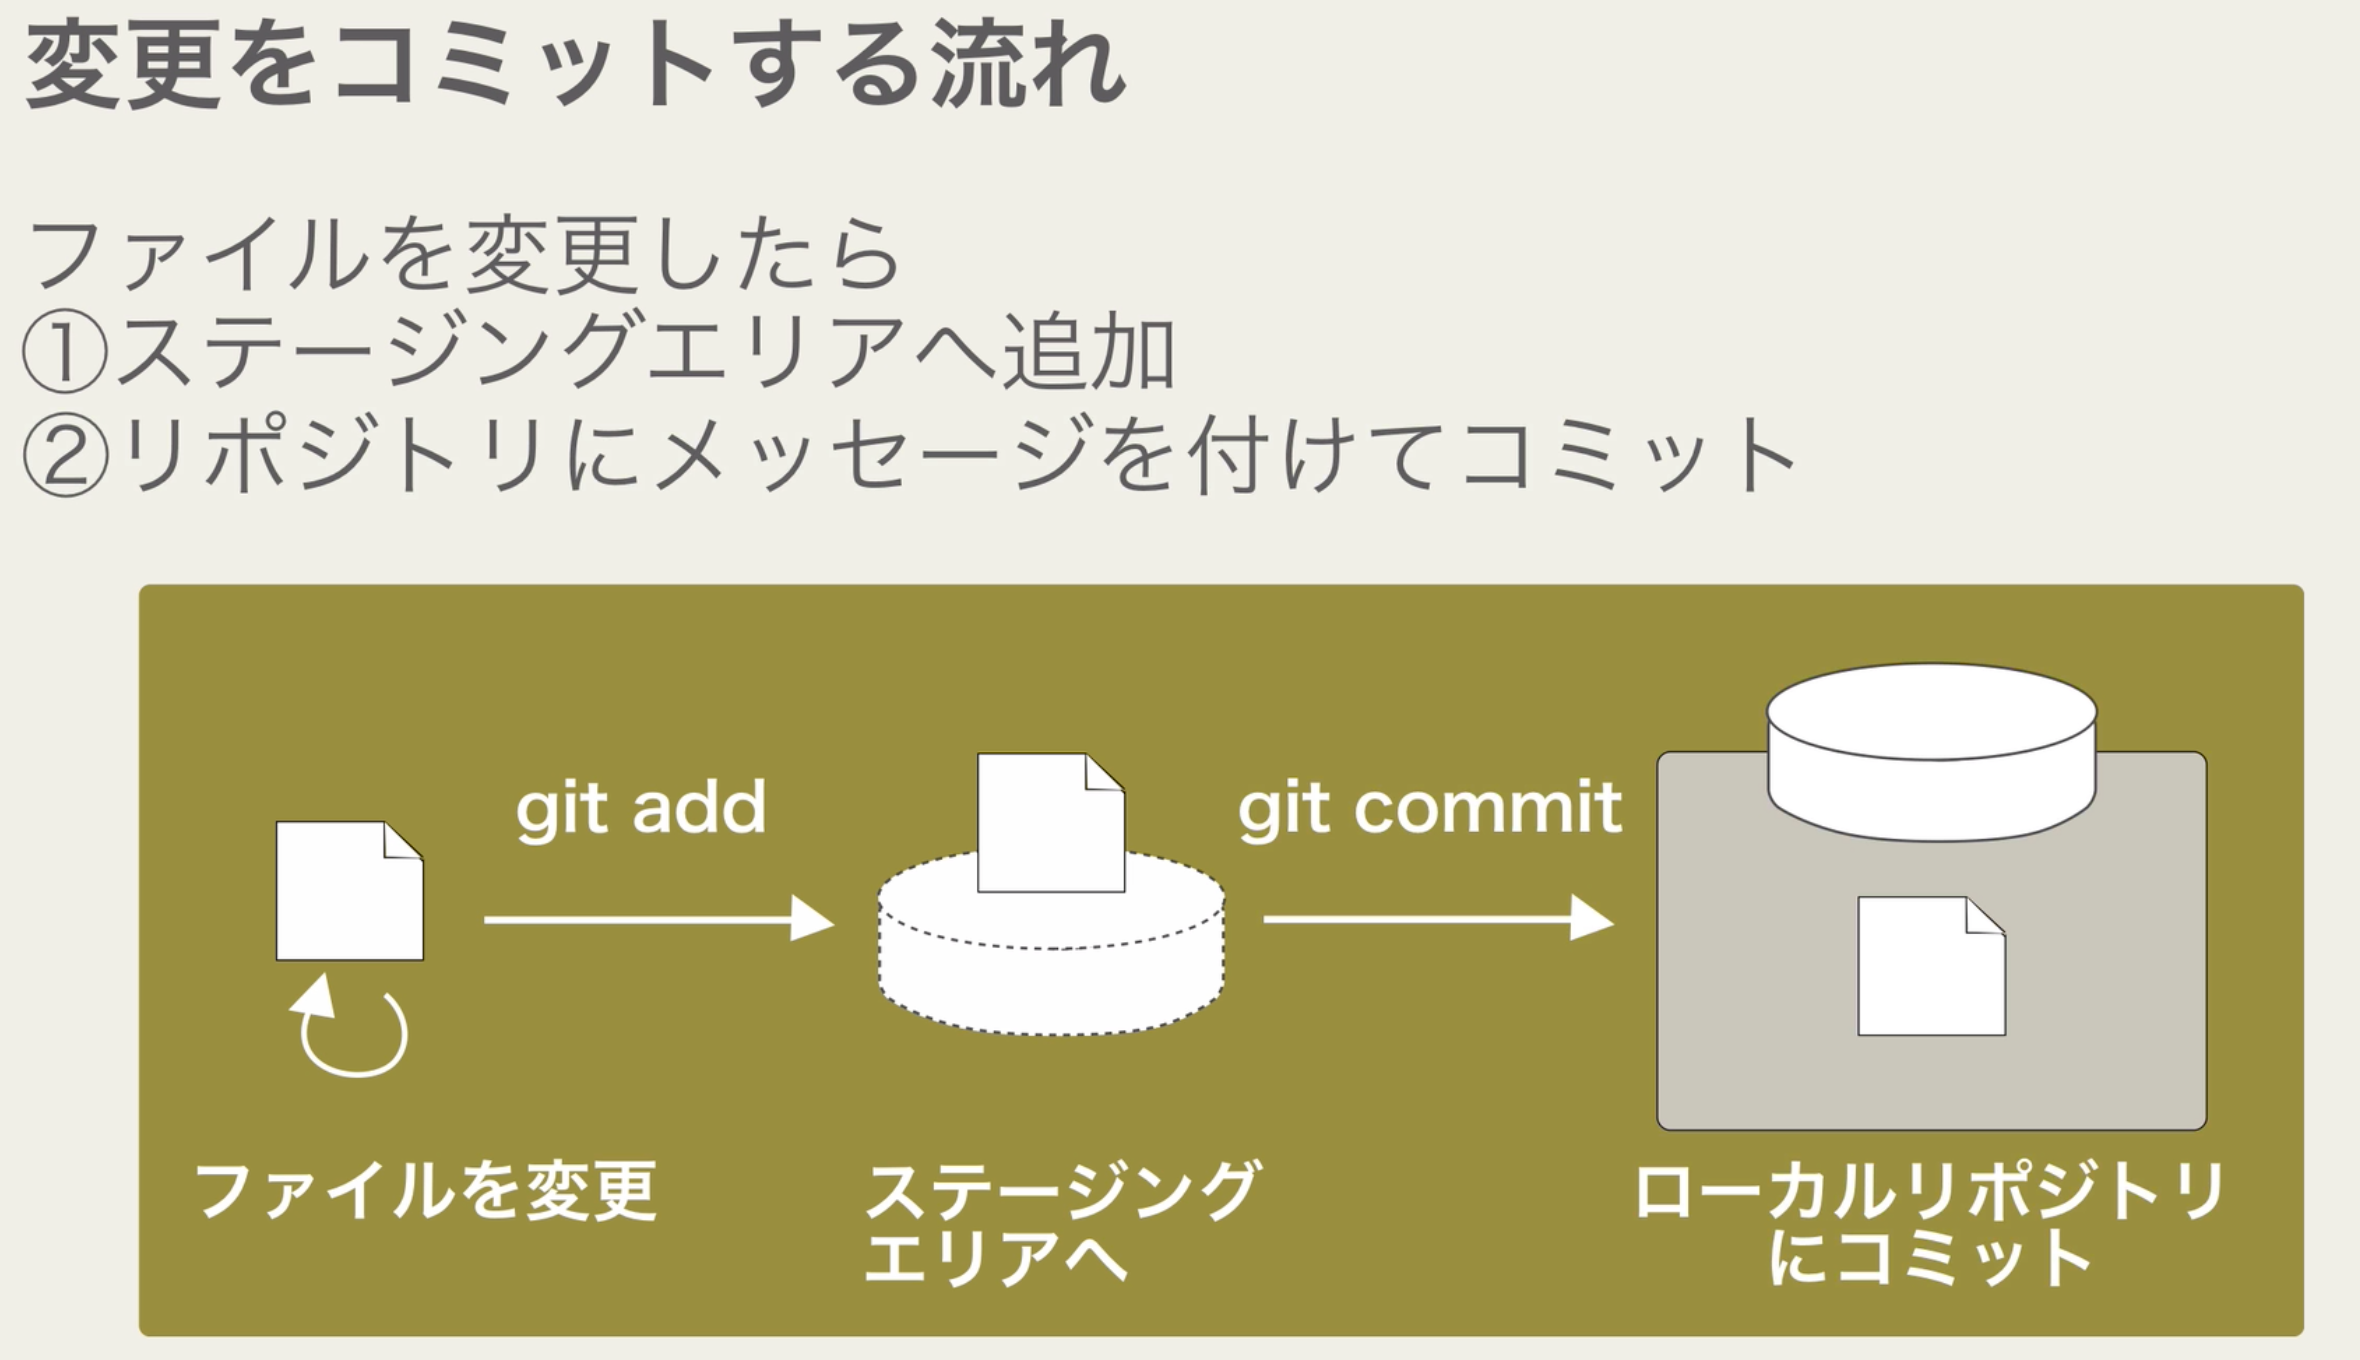 変更をコミットする流れ
ファイルを変更したら
①ステージングエリアへ追加
②リポジトリにメッセージを付けてコミット
git add
git commit
ファイルを変更
ステージング
エリアへ
ローカルリポジトリ
にコミット